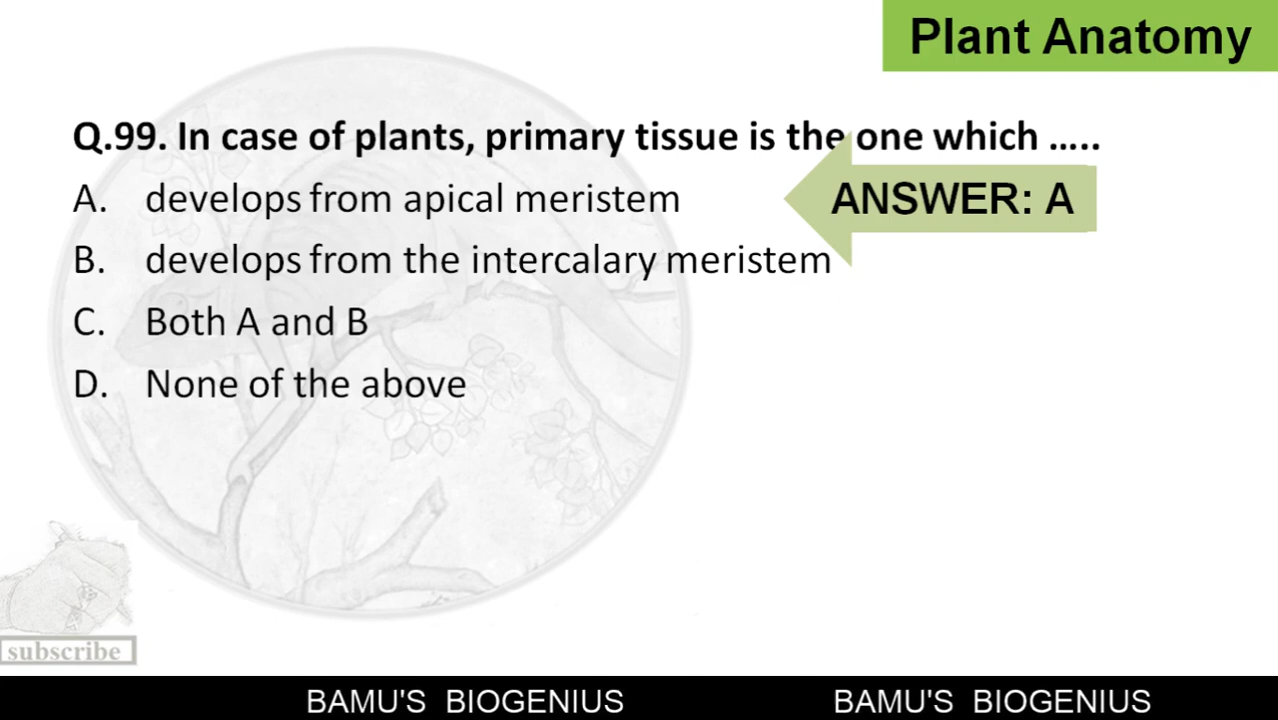 Plant Anatomy
Q.99. In case of plants, primary tissue is the one which .....
A. develops from apical meristem
ANSWER: A
B. develops from the intercalary meristem
C. Both A and B
D. None of the above
subscribe
BAMU'S BIOGENIUS BAMU'S BIOGENIUS